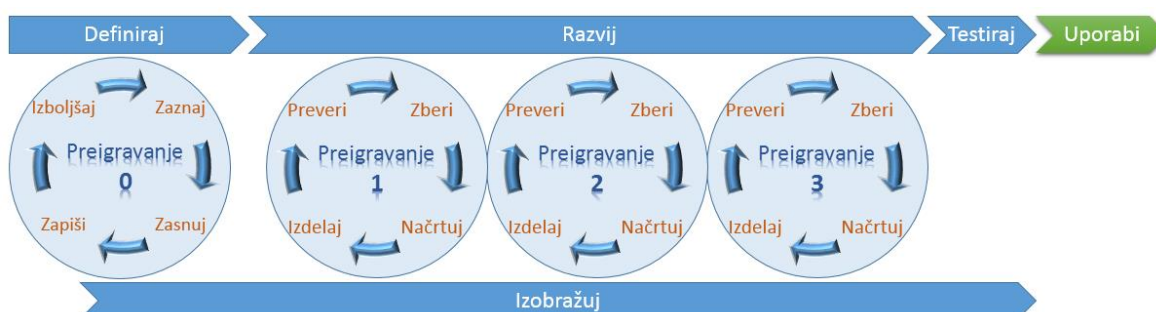 Definiraj
Razvij
Testiraj
Uporabi
Izboljšaj
Zaznaj
Preigravanje
0
Zapiši
Zasnuj
Preveri
Zberi
Preigravanje
1
Izdelaj
Načrtuj
Preveri
Zberi
Preigravanje
2
Izdelaj
Načrtuj
Preveri
Zberi
Preigravanje
3
Izdelaj
Načrtuj
Izobražuj